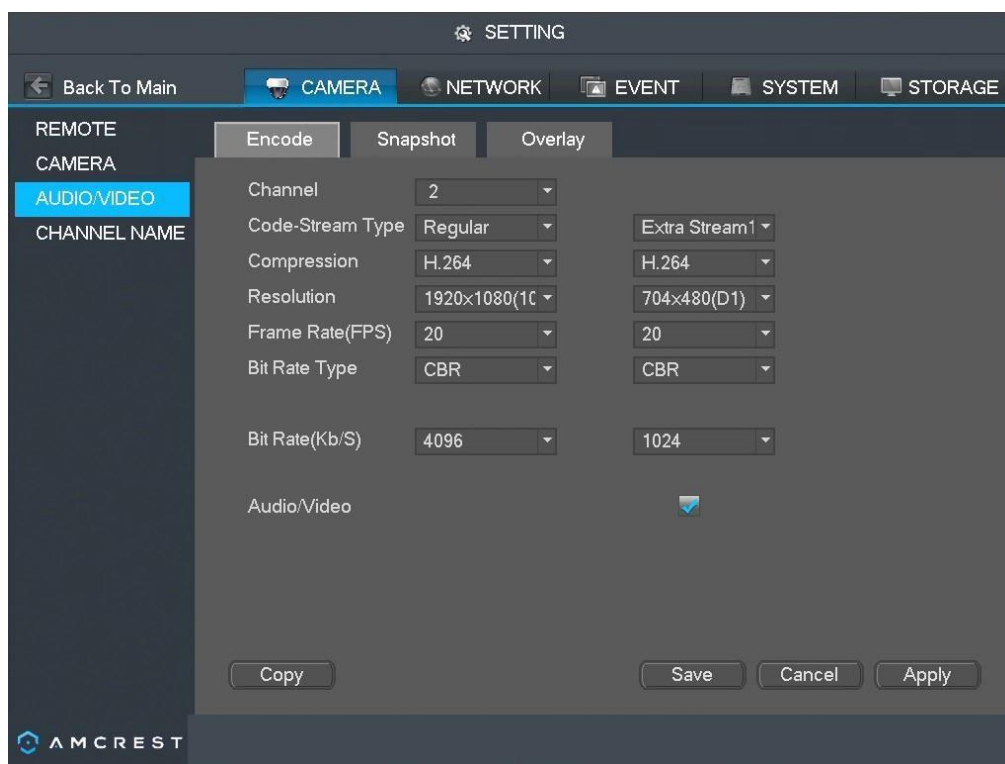 SETTING
Back To Main CAMERA NETWORK EVENT SYSTEM STORAGE
REMOTE
CAMERA
AUDIO/VIDEO
CHANNEL NAME
Encode Snapshot Overlay
Channel 2
Code-Stream Type Regular Extra Stream1
Compression H.264 H.264
Resolution 1920x1080(10 704x480(D1)
Frame Rate(FPS) 20 20
Bit Rate Type CBR CBR
Bit Rate(Kb/S) 4096 1024
Audio/Video
Copy Save Cancel Apply
AMCREST